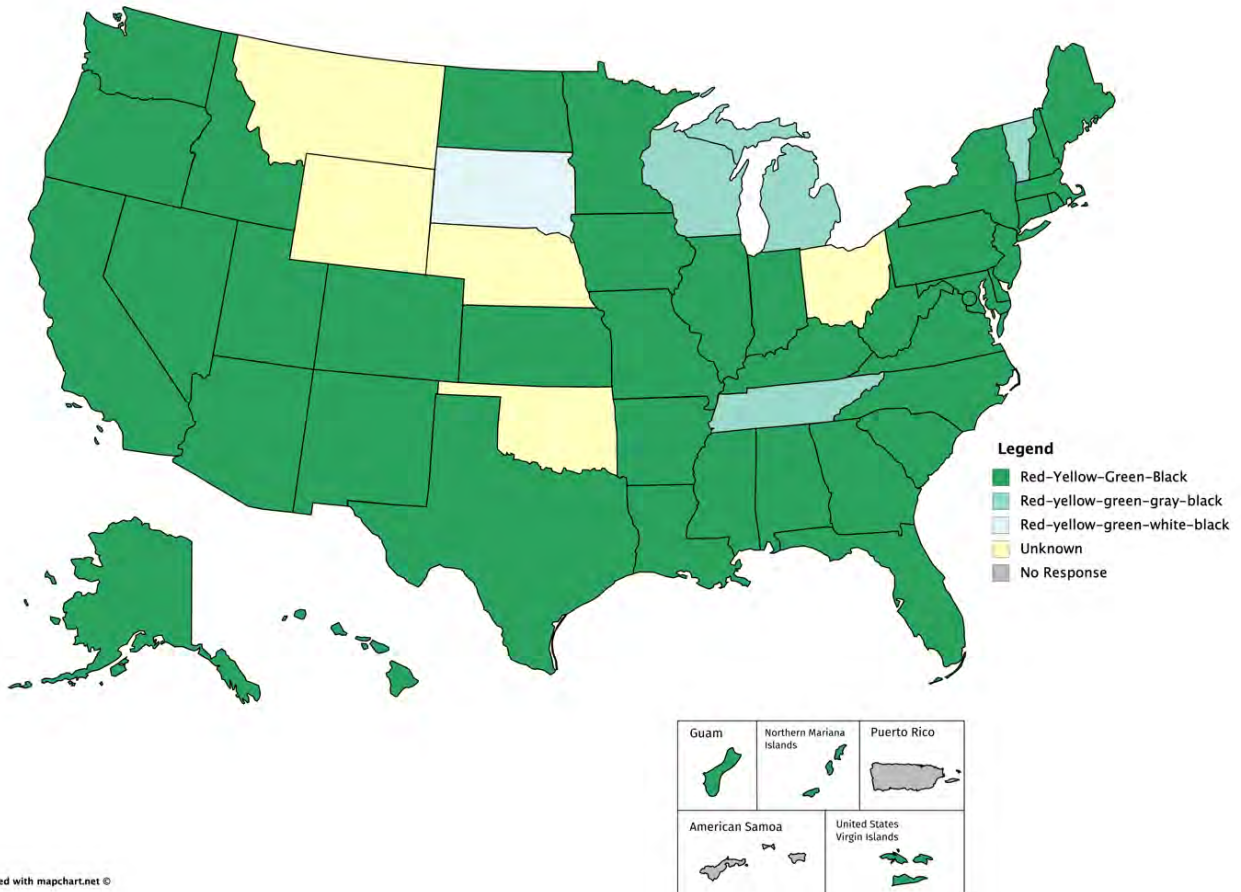 Legend
Red-Yellow-Green-Black
Red-yellow-green-gray-black
Red-yellow-green-white-black
Unknown
No Response
Guam
Northern Mariana
Islands
Puerto Rico
American Samoa
United States
Virgin Islands
ed with mapchart.net ©